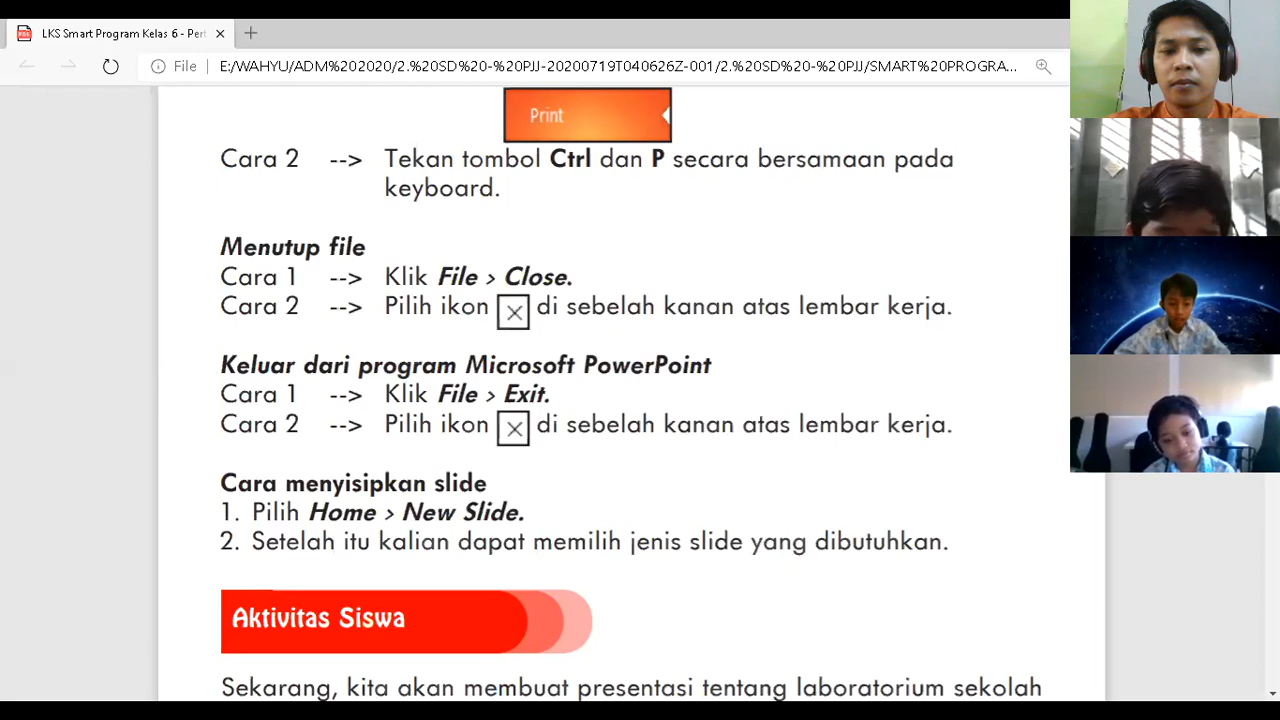 LKS Smart Program Kelas 6 - Pert
File
E:/WAHYU/ADM%202020/2.%20SD%20-%20PJJ-20200719T040626Z-001/2.%20SD%20-%20PJJ/SMART%20PROGRA...
Print
Cara 2 --> Tekan tombol Ctrl dan P secara bersamaan pada
keyboard.
Menutup file
Cara 1 --> Klik File > Close.
Cara 2 --> Pilih ikon × di sebelah kanan atas lembar kerja.
Keluar dari program Microsoft PowerPoint
Cara 1 --> Klik File > Exit.
Cara 2 --> Pilih ikon × di sebelah kanan atas lembar kerja.
Cara menyisipkan slide
1. Pilih Home > New Slide.
2. Setelah itu kalian dapat memilih jenis slide yang dibutuhkan.
Aktivitas Siswa
Sekarang, kita akan membuat presentasi tentang laboratorium sekolah